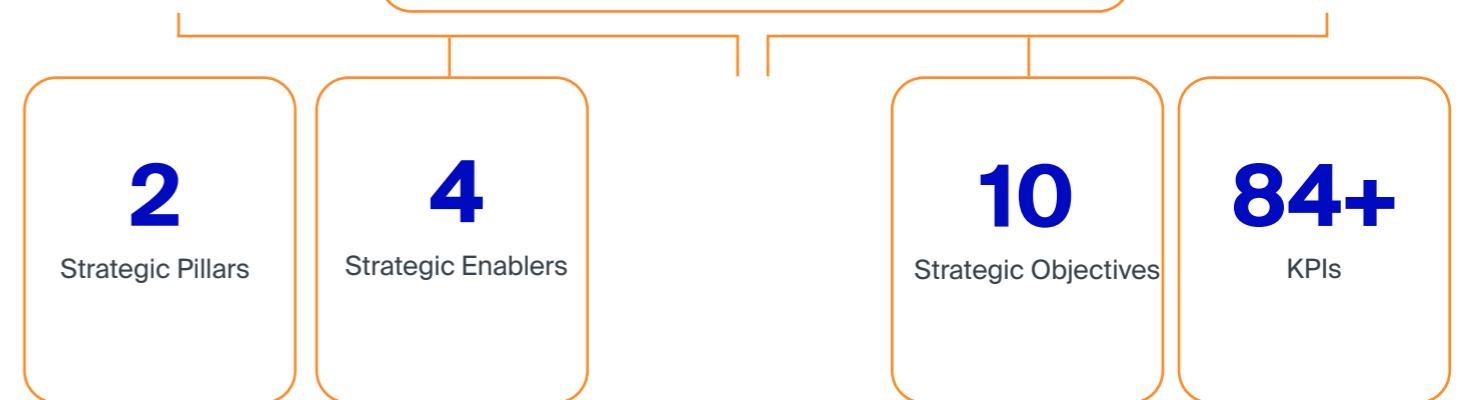 2
Strategic Pillars
4
Strategic Enablers
10
Strategic Objectives
84+
KPIs